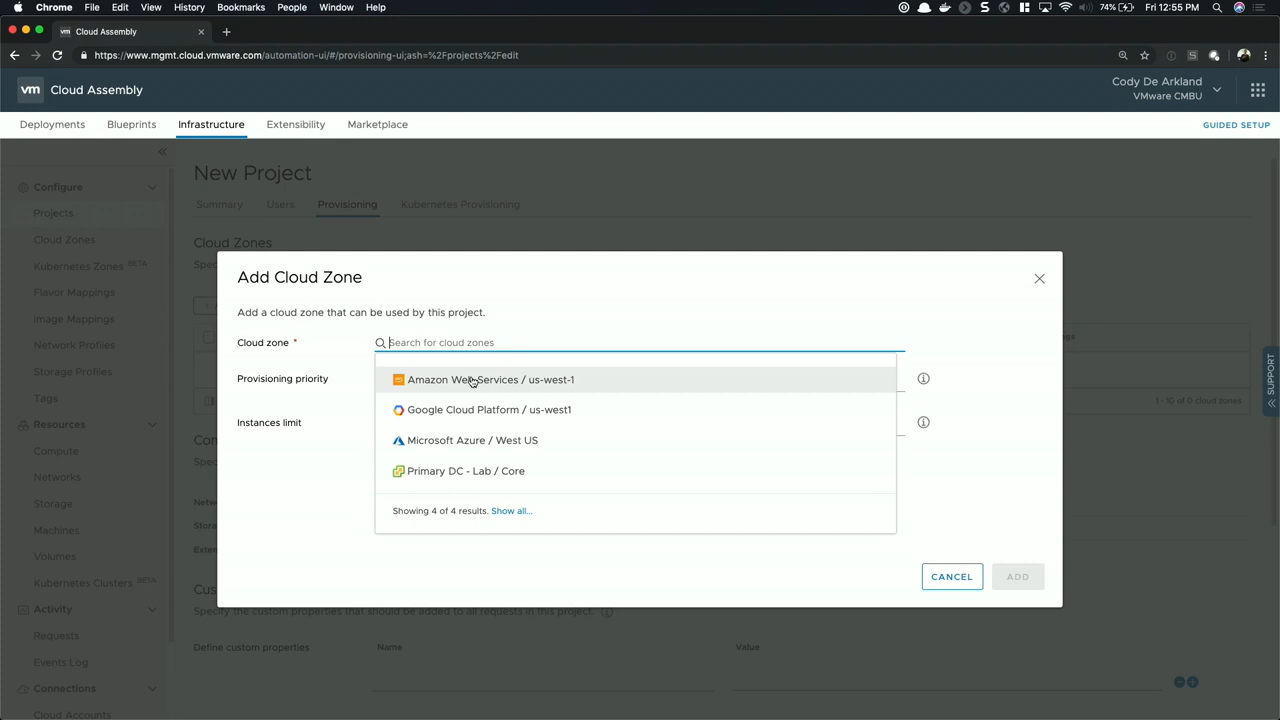 Chrome File Edit View History Bookmarks People Window Help 74% Fri 12:55 PM
vm Cloud Assembly
https://www.mgmt.cloud.vmware.com/automation-ui/#/provisioning-ui;ash=%2Fprojects%2Fedit
vm Cloud Assembly
Cody De Arkland
VMware CMBU
Deployments Blueprints Infrastructure Extensibility Marketplace GUIDED SETUP
Configure
Projects
Cloud Zones
Kubernetes Zones BETA
Flavor Mappings
Image Mappings
Network Profiles
Storage Profiles
Tags
Resources
Compute
Networks
Storage
Machines
Volumes
Kubernetes Clusters BETA
Activity
Requests
Events Log
Connections
Cloud Accounts
New Project
Summary Users Provisioning Kubernetes Provisioning
Cloud Zones
Add Cloud Zone
Add a cloud zone that can be used by this project.
Cloud zone *
Search for cloud zones
Amazon Web Services / us-west-1
Google Cloud Platform / us-west1
Microsoft Azure / West US
Primary DC - Lab / Core
Showing 4 of 4 results. Show all...
Provisioning priority
Instances limit
CANCEL ADD
1 - 10 of 0 cloud zones
SUPPORT
Specify the custom properties that should be added to all requests in this project.
Define custom properties Name Value